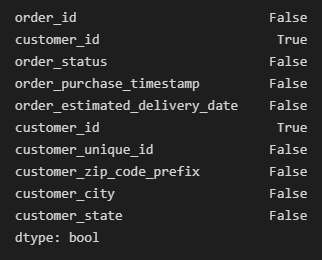 order_id False
customer_id True
order_status False
order_purchase_timestamp False
order_estimated_delivery_date False
customer_id True
customer_unique_id False
customer_zip_code_prefix False
customer_city False
customer_state False
dtype: bool